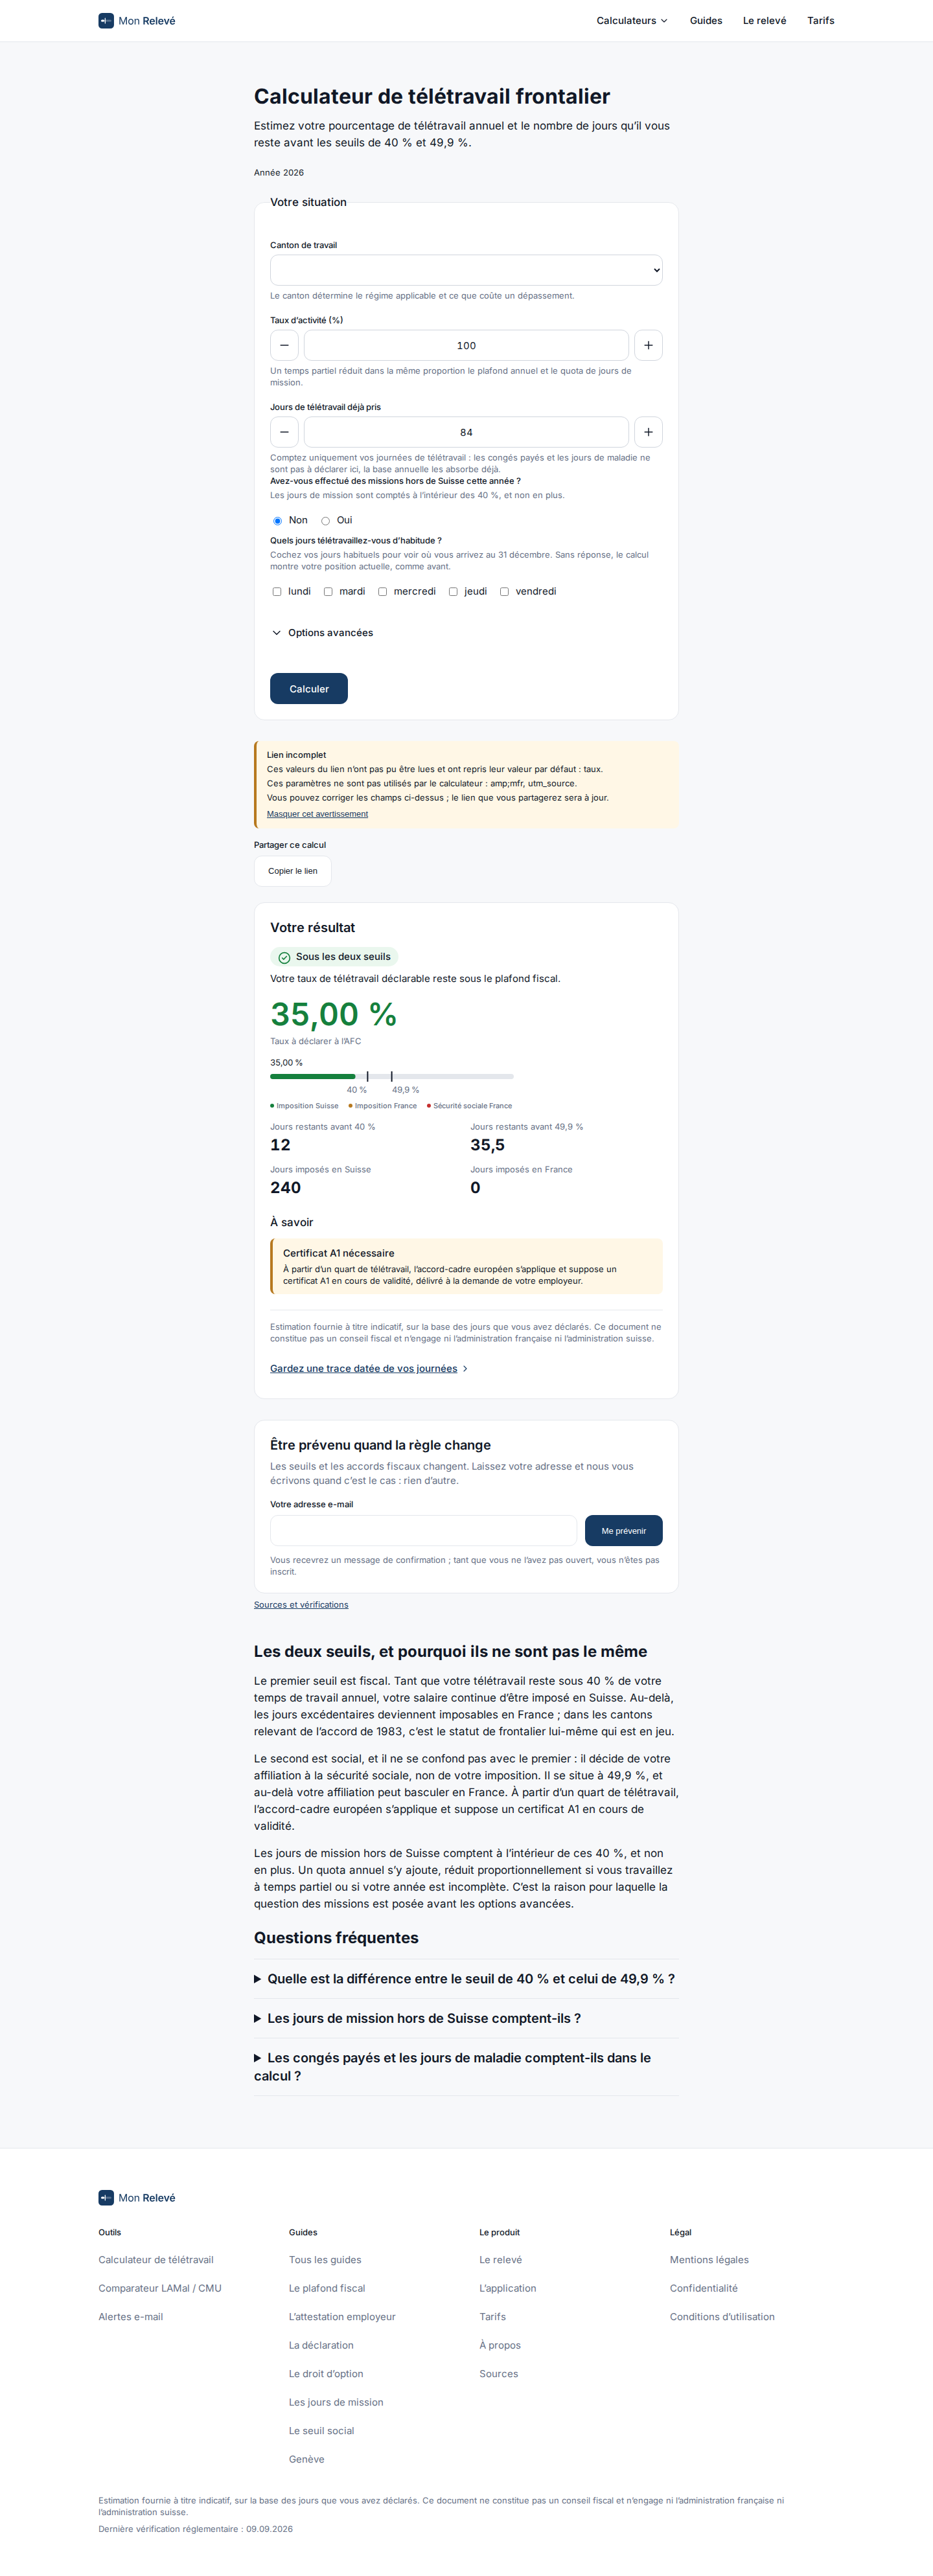 Mon Relevé
Calculateurs
Guides
Le relevé
Tarifs
Calculateur de télétravail frontalier
Estimez votre pourcentage de télétravail annuel et le nombre de jours qu’il vous
reste avant les seuils de 40 % et 49,9 %.
Année 2026
Votre situation
Canton de travail
Le canton détermine le régime applicable et ce que coûte un dépassement.
Taux d’activité (%)
− 100 +
Un temps partiel réduit dans la même proportion le plafond annuel et le quota de jours de
mission.
Jours de télétravail déjà pris
− 84 +
Comptez uniquement vos journées de télétravail : les congés payés et les jours de maladie ne
sont pas à déclarer ici, la base annuelle les absorbe déjà.
Avez-vous effectué des missions hors de Suisse cette année ?
Les jours de mission sont comptés à l’intérieur des 40 %, et non en plus.
Non Oui
Quels jours télétravaillez-vous d’habitude ?
Cochez vos jours habituels pour voir où vous arrivez au 31 décembre. Sans réponse, le calcul
montre votre position actuelle, comme avant.
lundi mardi mercredi jeudi vendredi
Options avancées
Calculer
Lien incomplet
Ces valeurs du lien n’ont pas pu être lues et ont repris leur valeur par défaut : taux.
Ces paramètres ne sont pas utilisés par le calculateur : amp;mfr, utm_source.
Vous pouvez corriger les champs ci-dessus ; le lien que vous partagerez sera à jour.
Masquer cet avertissement
Partager ce calcul
Copier le lien
Votre résultat
Sous les deux seuils
Votre taux de télétravail déclarable reste sous le plafond fiscal.
35,00 %
Taux à déclarer à l’AFC
35,00 %
40 % 49,9 %
Imposition Suisse Imposition France Sécurité sociale France
Jours restants avant 40 % Jours restants avant 49,9 %
12 35,5
Jours imposés en Suisse Jours imposés en France
240 0
À savoir
Certificat A1 nécessaire
À partir d’un quart de télétravail, l’accord-cadre européen s’applique et suppose un
certificat A1 en cours de validité, délivré à la demande de votre employeur.
Estimation fournie à titre indicatif, sur la base des jours que vous avez déclarés. Ce document ne
constitue pas un conseil fiscal et n’engage ni l’administration française ni l’administration suisse.
Gardez une trace datée de vos journées
Être prévenu quand la règle change
Les seuils et les accords fiscaux changent. Laissez votre adresse et nous vous
écrivons quand c’est le cas : rien d’autre.
Votre adresse e-mail
Me prévenir
Vous recevrez un message de confirmation ; tant que vous ne l’avez pas ouvert, vous n’êtes pas
inscrit.
Sources et vérifications
Les deux seuils, et pourquoi ils ne sont pas le même
Le premier seuil est fiscal. Tant que votre télétravail reste sous 40 % de votre
temps de travail annuel, votre salaire continue d’être imposé en Suisse. Au-delà,
les jours excédentaires deviennent imposables en France ; dans les cantons
relevant de l’accord de 1983, c’est le statut de frontalier lui-même qui est en jeu.
Le second est social, et il ne se confond pas avec le premier : il décide de votre
affiliation à la sécurité sociale, non de votre imposition. Il se situe à 49,9 %, et
au-delà votre affiliation peut basculer en France. À partir d’un quart de télétravail,
l’accord-cadre européen s’applique et suppose un certificat A1 en cours de
validité.
Les jours de mission hors de Suisse comptent à l’intérieur de ces 40 %, et non
en plus. Un quota annuel s’y ajoute, réduit proportionnellement si vous travaillez
à temps partiel ou si votre année est incomplète. C’est la raison pour laquelle la
question des missions est posée avant les options avancées.
Questions fréquentes
Quelle est la différence entre le seuil de 40 % et celui de 49,9 % ?
Les jours de mission hors de Suisse comptent-ils ?
Les congés payés et les jours de maladie comptent-ils dans le
calcul ?
Mon Relevé
Outils
Calculateur de télétravail
Comparateur LAMal / CMU
Alertes e-mail
Guides
Tous les guides
Le plafond fiscal
L’attestation employeur
La déclaration
Le droit d’option
Les jours de mission
Le seuil social
Genève
Le produit
Le relevé
L’application
Tarifs
À propos
Sources
Légal
Mentions légales
Confidentialité
Conditions d’utilisation
Estimation fournie à titre indicatif, sur la base des jours que vous avez déclarés. Ce document ne constitue pas un conseil fiscal et n’engage ni l’administration française ni
l’administration suisse.
Dernière vérification réglementaire : 09.09.2026